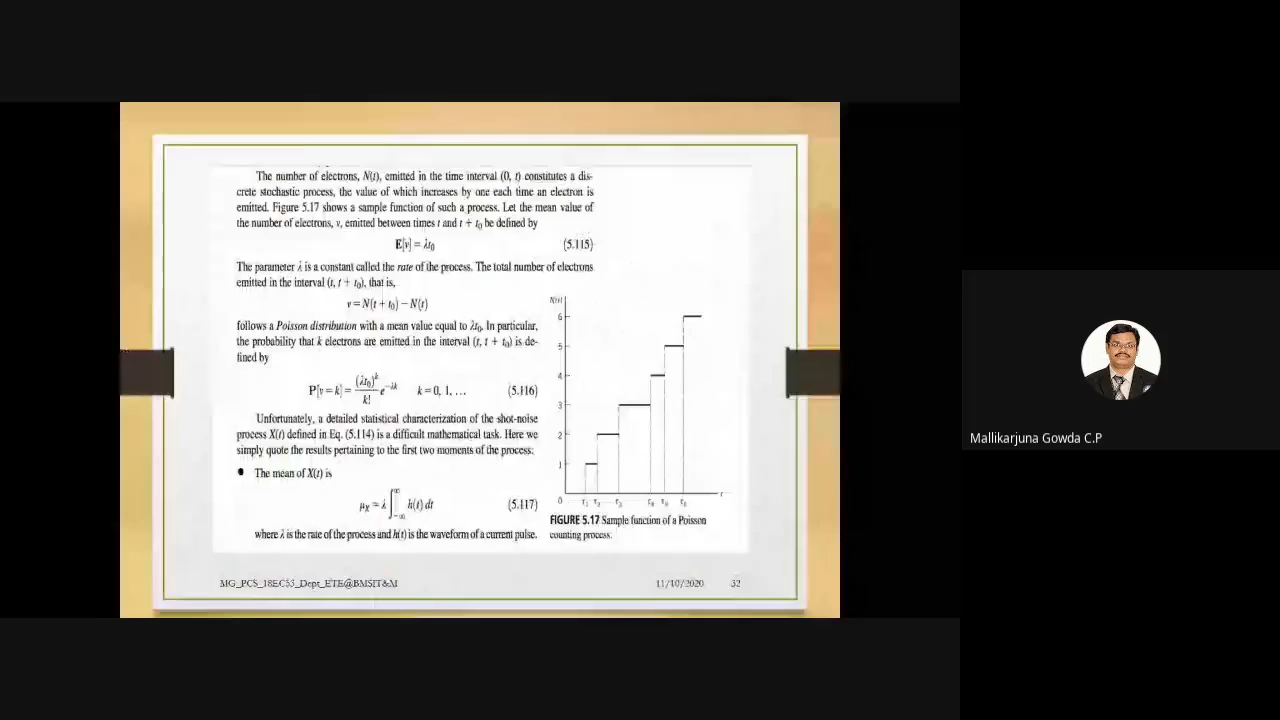 The number of electrons, N(t), emitted in the time interval (0, t) constitutes a dis-
crete stochastic process, the value of which increases by one each time an electron is
emitted. Figure 5.17 shows a sample function of such a process. Let the mean value of
the number of electrons, ν, emitted between times t and t + t₀ be defined by
E[ν] = λt₀ (5.115)
The parameter λ is a constant called the rate of the process. The total number of electrons
emitted in the interval (t, t + t₀), that is,
ν = N(t + t₀) − N(t)
follows a Poisson distribution with a mean value equal to λt₀. In particular,
the probability that k electrons are emitted in the interval (t, t + t₀) is de-
fined by
P[ν = k] = (λt₀)ᵏ/k! e^−λk k = 0, 1, … (5.116)
Unfortunately, a detailed statistical characterization of the shot-noise
process X(t) defined in Eq. (5.114) is a difficult mathematical task. Here we
simply quote the results pertaining to the first two moments of the process:
● The mean of X(t) is
μ_X = λ ∫_−∞^∞ h(t) dt (5.117)
where λ is the rate of the process and h(t) is the waveform of a current pulse.
N(t)
6
5
4
3
2
1
0
t
FIGURE 5.17 Sample function of a Poisson
counting process.
MG_PCS_18EC53_Dept_ETE@BMSIT&M 11/10/2020 32
Mallikarjuna Gowda C.P